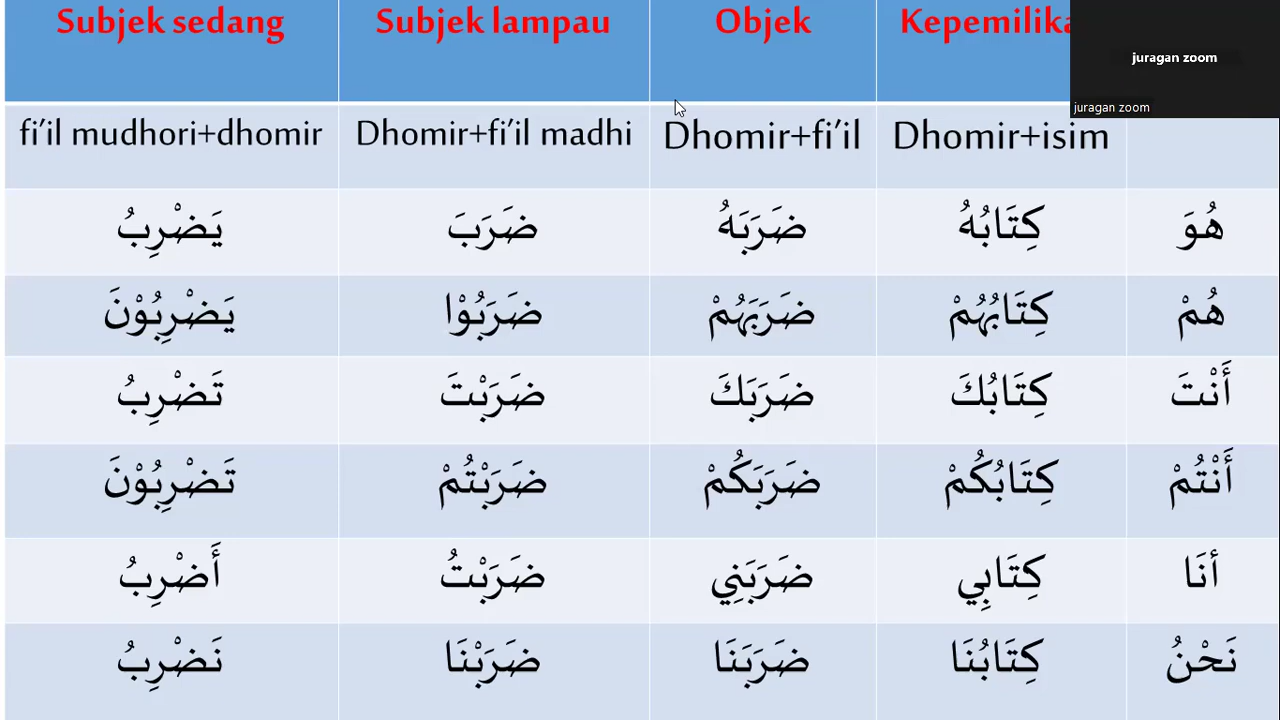 Subjek sedang Subjek lampau Objek Kepemilika
juragan zoom
juragan zoom
fi'il mudhori+dhomir Dhomir+fi'il madhi Dhomir+fi'il Dhomir+isim
هُوَ كِتَابُهُ ضَرَبَهُ ضَرَبَ يَضْرِبُ
هُمْ كِتَابُهُمْ ضَرَبَهُمْ ضَرَبُوْا يَضْرِبُوْنَ
أَنْتَ كِتَابُكَ ضَرَبَكَ ضَرَبْتَ تَضْرِبُ
أَنْتُمْ كِتَابُكُمْ ضَرَبَكُمْ ضَرَبْتُمْ تَضْرِبُوْنَ
أنَا كِتَابِي ضَرَبَنِي ضَرَبْتُ أَضْرِبُ
نَحْنُ كِتَابُنَا ضَرَبَنَا ضَرَبْنَا نَضْرِبُ